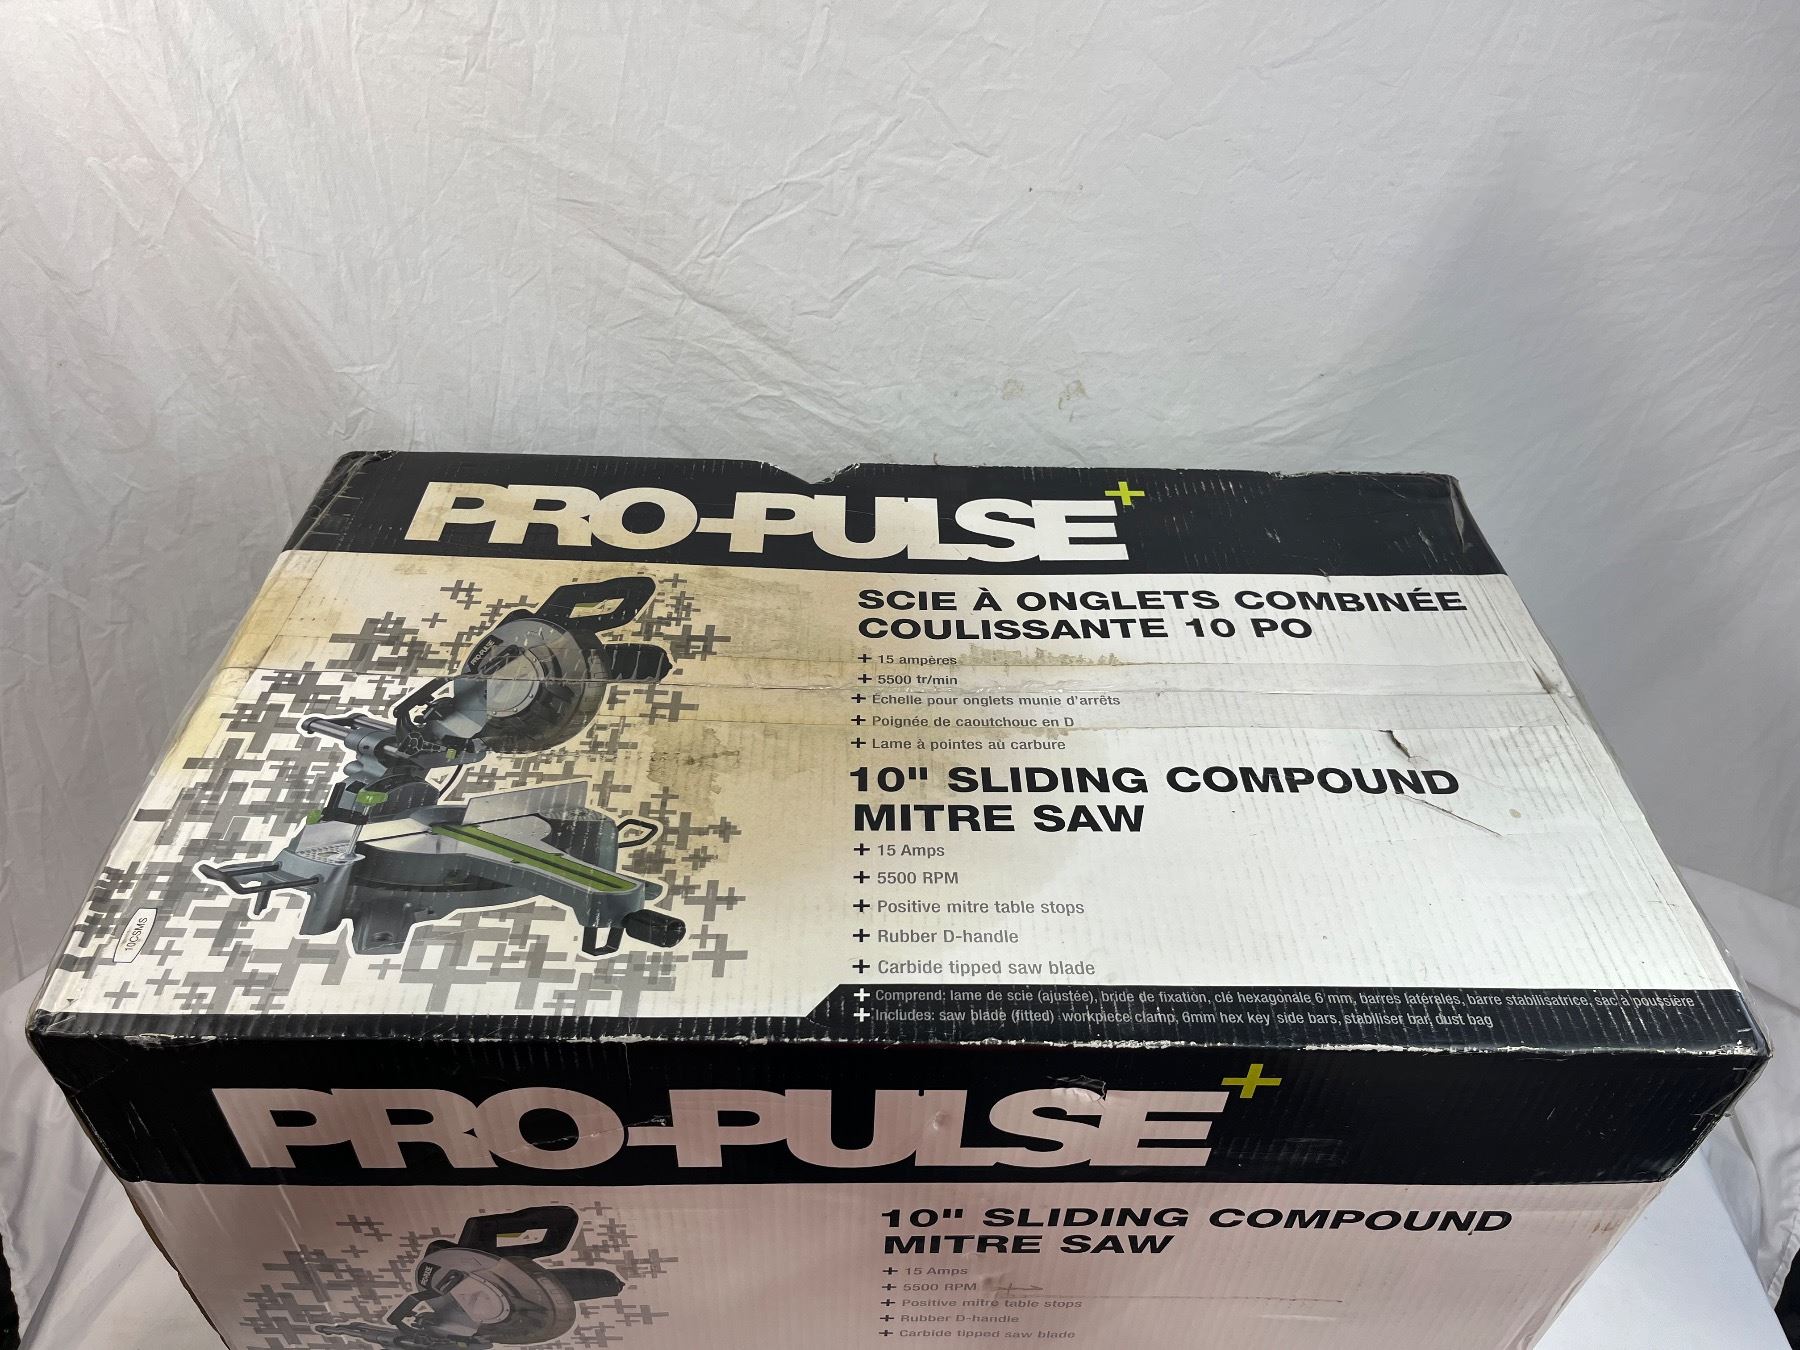 PRO-PULSE+
SCIE À ONGLETS COMBINÉE
COULISSANTE 10 PO
+ 15 ampères
+ 5500 tr/min
+ Échelle pour onglets munie d'arrêts
+ Poignée de caoutchouc en D
+ Lame à pointes au carbure
10" SLIDING COMPOUND
MITRE SAW
+ 15 Amps
+ 5500 RPM
+ Positive mitre table stops
+ Rubber D-handle
+ Carbide tipped saw blade
+ Comprend: lame de scie (ajustée), bride de fixation, clé hexagonale 6 mm, barres latérales, barre stabilisatrice, sac à poussière
+ Includes: saw blade (fitted) workpiece clamp, 6mm hex key side bars, stabiliser bar, dust bag
PRO-PULSE
10CSMS
PRO-PULSE+
10" SLIDING COMPOUND
MITRE SAW
+ 15 Amps
+ 5500 RPM
+ Positive mitre table stops
+ Rubber D-handle
+ Carbide tipped saw blade
PRO-PULSE